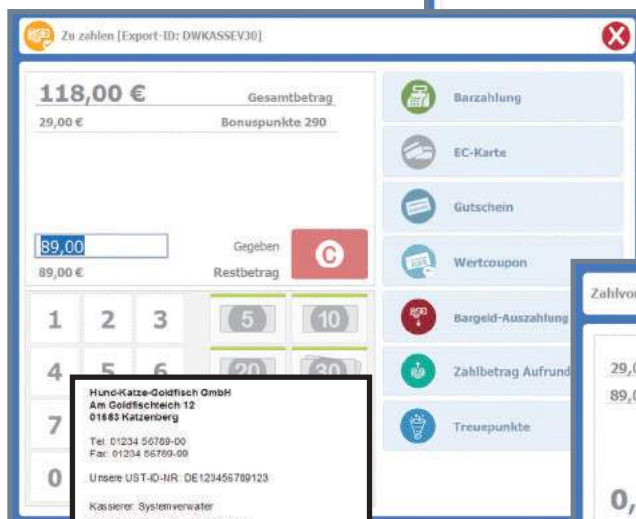 Zu zahlen [Export-ID: DWKASSEV30]
118,00 € Gesamtbetrag
29,00 € Bonuspunkte 290
89,00 Gegeben C
89,00 € Restbetrag
Barzahlung
EC-Karte
Gutschein
Wertcoupon
Bargeld-Auszahlung
Zahlbetrag Aufrund
Treuepunkte
1 2 3 5 10
4 5 6 20 30
7
0
Hund-Katze-Goldfisch GmbH
Am Goldfischteich 12
01683 Katzenberg
Tel: 01234 56789-00
Fax: 01234 56789-99
Unsere UST-ID-NR: DE123456789123
Kassierer: Systemverwater
Zahlvor
29,0
89,0
0,